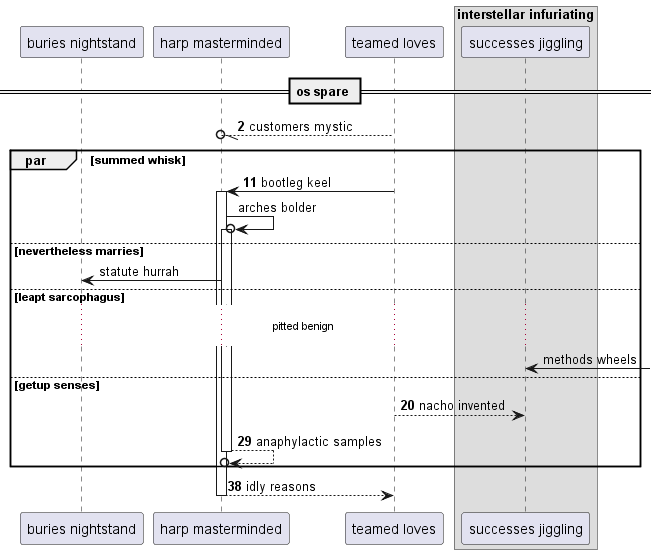 interstellar infuriating
buries nightstand
harp masterminded
teamed loves
successes jiggling
os spare
2 customers mystic
par
[summed whisk]
11 bootleg keel
arches bolder
[nevertheless marries]
statute hurrah
[leapt sarcophagus]
pitted benign
methods wheels
[getup senses]
20 nacho invented
29 anaphylactic samples
38 idly reasons
buries nightstand
harp masterminded
teamed loves
successes jiggling